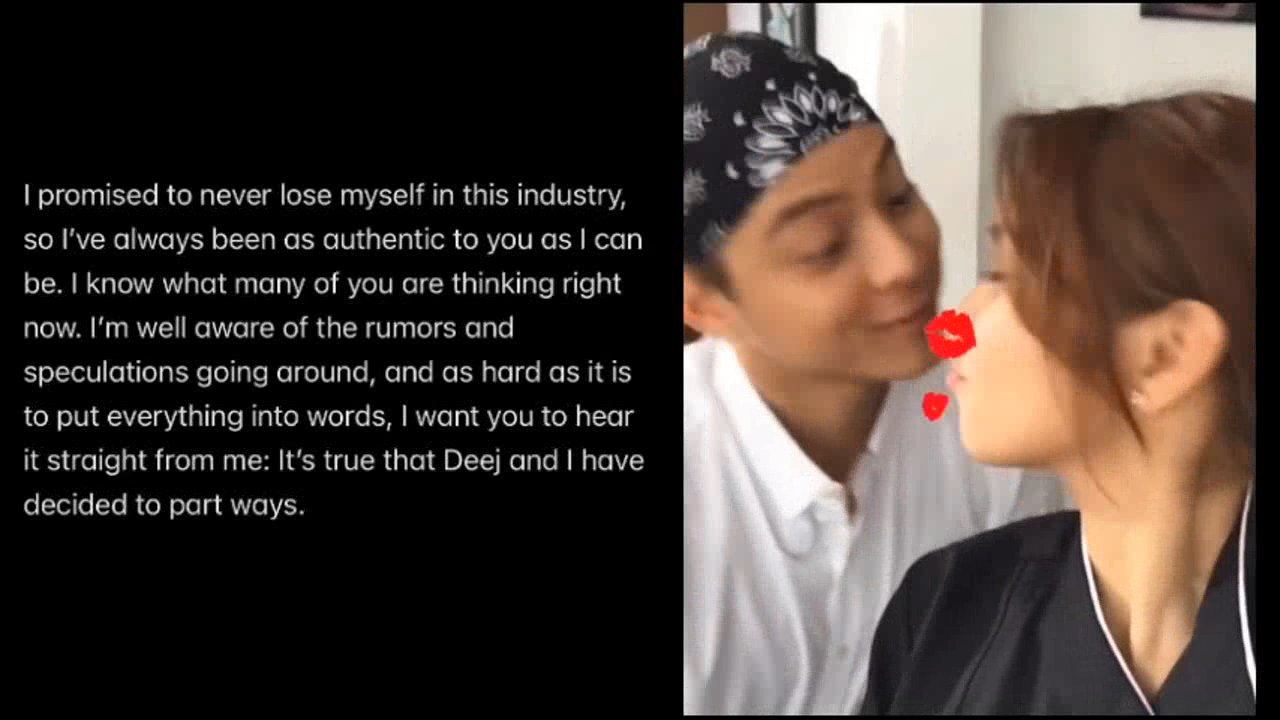 I promised to never lose myself in this industry,
so I’ve always been as authentic to you as I can
be. I know what many of you are thinking right
now. I’m well aware of the rumors and
speculations going around, and as hard as it is
to put everything into words, I want you to hear
it straight from me: It’s true that Deej and I have
decided to part ways.